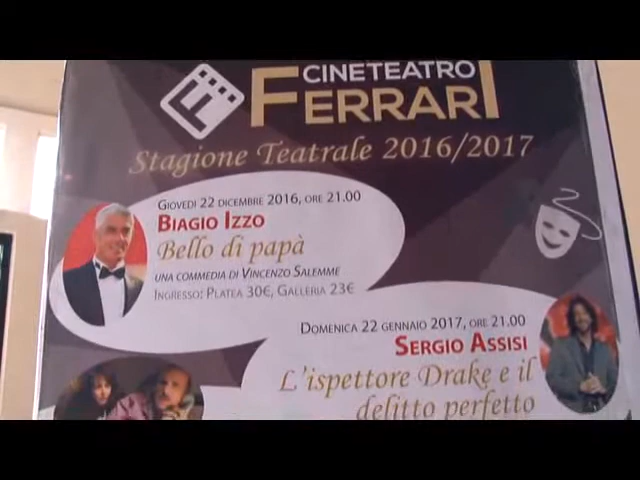 CINETEATRO
FERRARI
Stagione Teatrale 2016/2017
GIOVEDI 22 DICEMBRE 2016, ORE 21.00
BIAGIO IZZO
Bello di papà
UNA COMMEDIA DI VINCENZO SALEMME
INGRESSO: PLATEA 30€, GALLERIA 23€
DOMENICA 22 GENNAIO 2017, ORE 21.00
SERGIO ASSISI
L'ISPETTORE DRAKE E IL
delitto perfetto